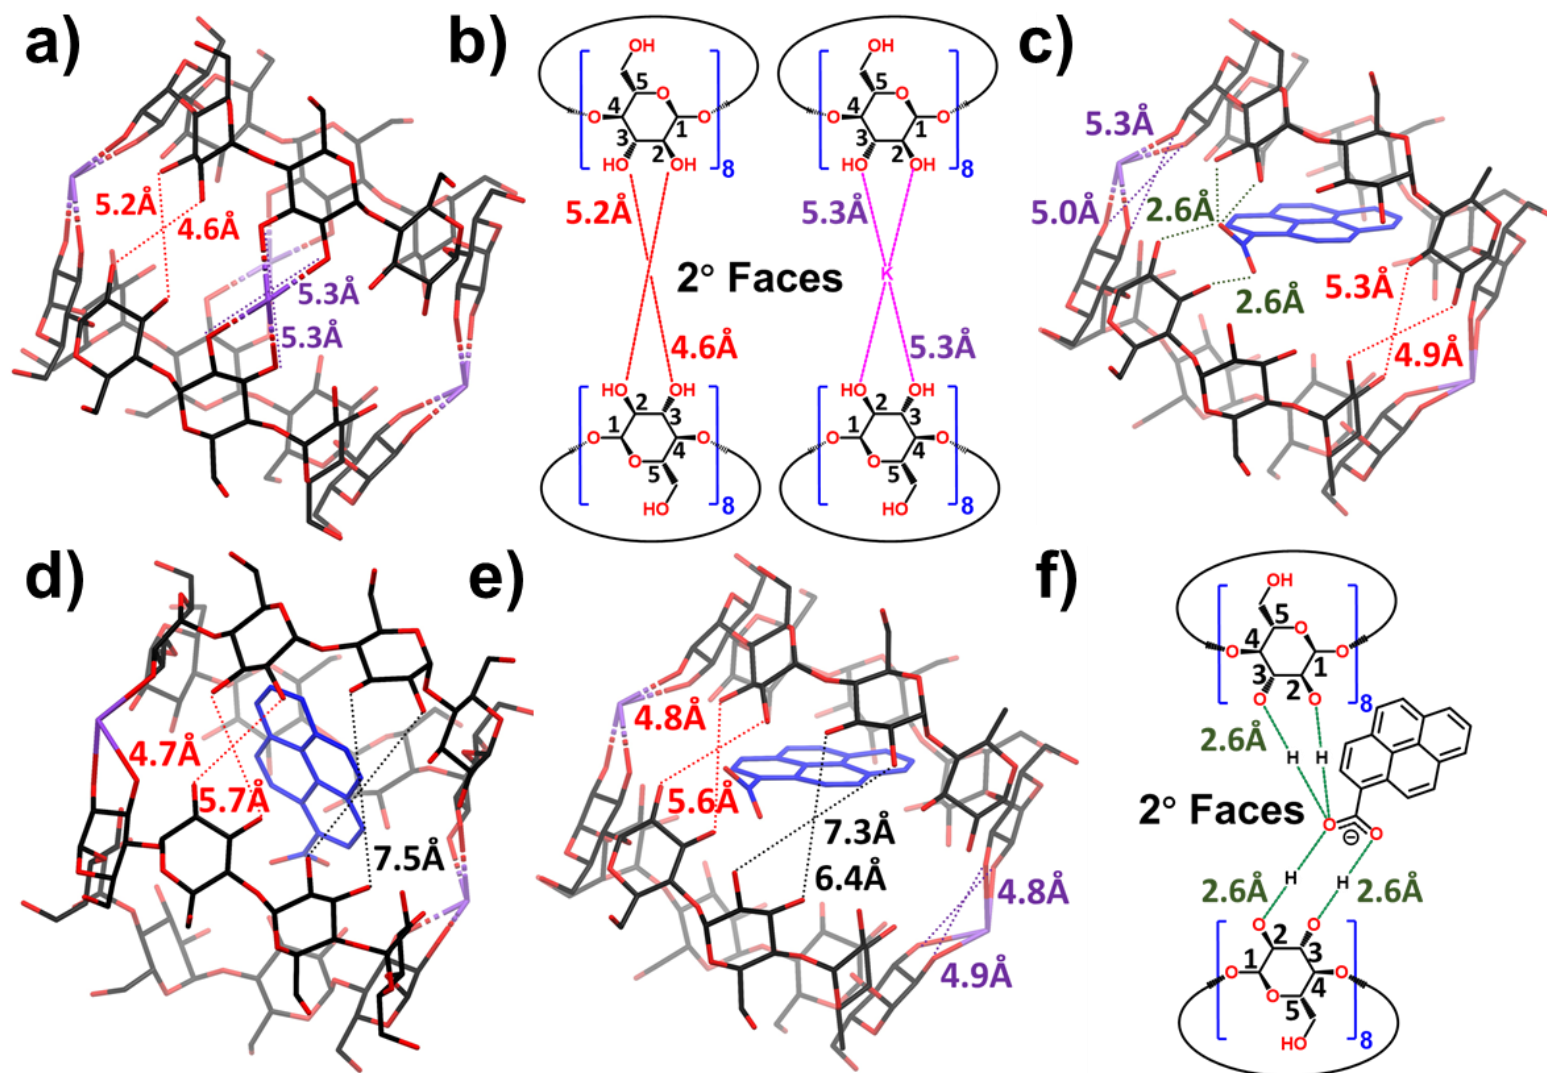 a)
5.2Å
4.6Å
5.3Å
5.3Å
b)
OH
5
O
4
O
1
O
3
2
HO
OH
8
5.2Å
4.6Å
HO
OH
2
3
1
O
4
O
O
5
HO
8
OH
5
O
4
O
1
O
3
2
HO
OH
8
5.3Å
K
5.3Å
HO
OH
2
3
1
O
4
O
O
5
HO
8
2° Faces
c)
5.3Å
5.0Å
2.6Å
2.6Å
5.3Å
4.9Å
d)
4.7Å
5.7Å
7.5Å
e)
4.8Å
5.6Å
7.3Å
6.4Å
4.8Å
4.9Å
f)
OH
5
O
4
O
1
O
3
2
O
O
8
2.6Å
H
H
2° Faces
O
O
H
H
2.6Å
2.6Å
O
O
2
3
1
O
4
O
O
5
HO
8